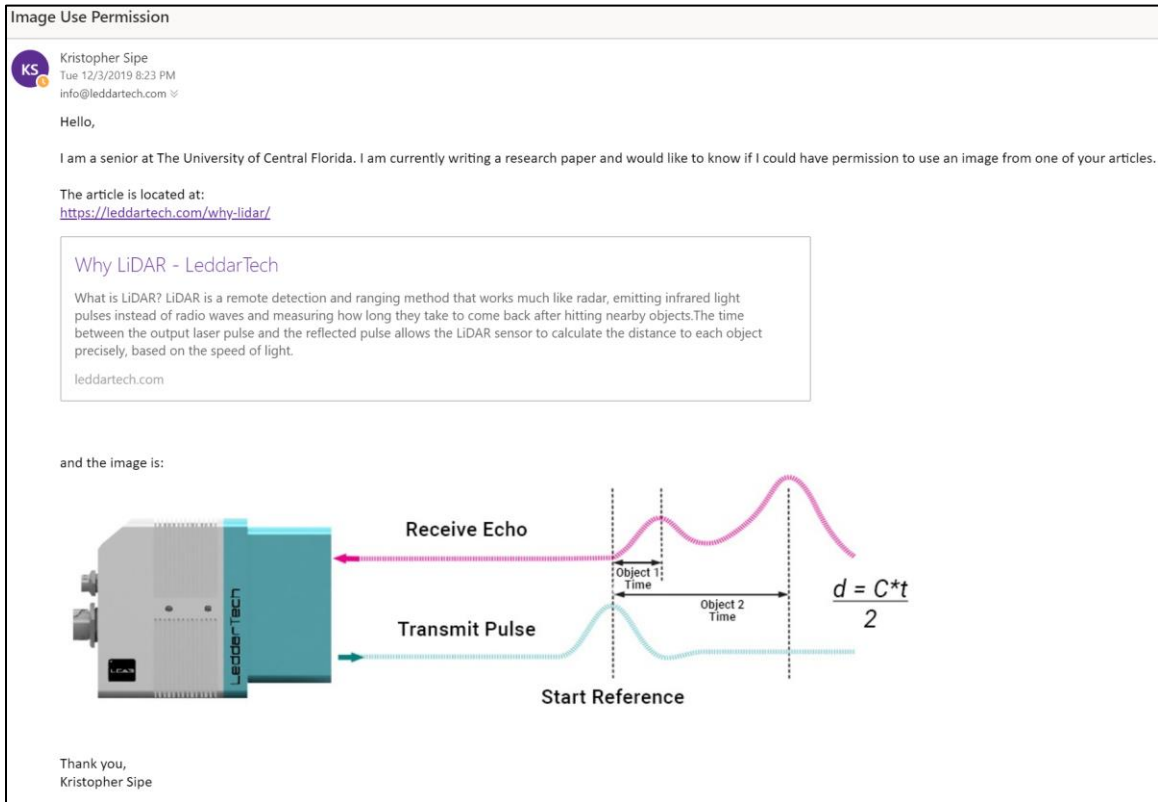 Image Use Permission
KS
Kristopher Sipe
Tue 12/3/2019 8:23 PM
info@leddartech.com
Hello,
I am a senior at The University of Central Florida. I am currently writing a research paper and would like to know if I could have permission to use an image from one of your articles.
The article is located at:
https://leddartech.com/why-lidar/
Why LiDAR - LeddarTech
What is LiDAR? LiDAR is a remote detection and ranging method that works much like radar, emitting infrared light
pulses instead of radio waves and measuring how long they take to come back after hitting nearby objects.The time
between the output laser pulse and the reflected pulse allows the LiDAR sensor to calculate the distance to each object
precisely, based on the speed of light.
leddartech.com
and the image is:
Receive Echo
Object 1
Time
Object 2
Time
d = C*t
2
Transmit Pulse
Start Reference
LeddarTech
LCA3
Thank you,
Kristopher Sipe